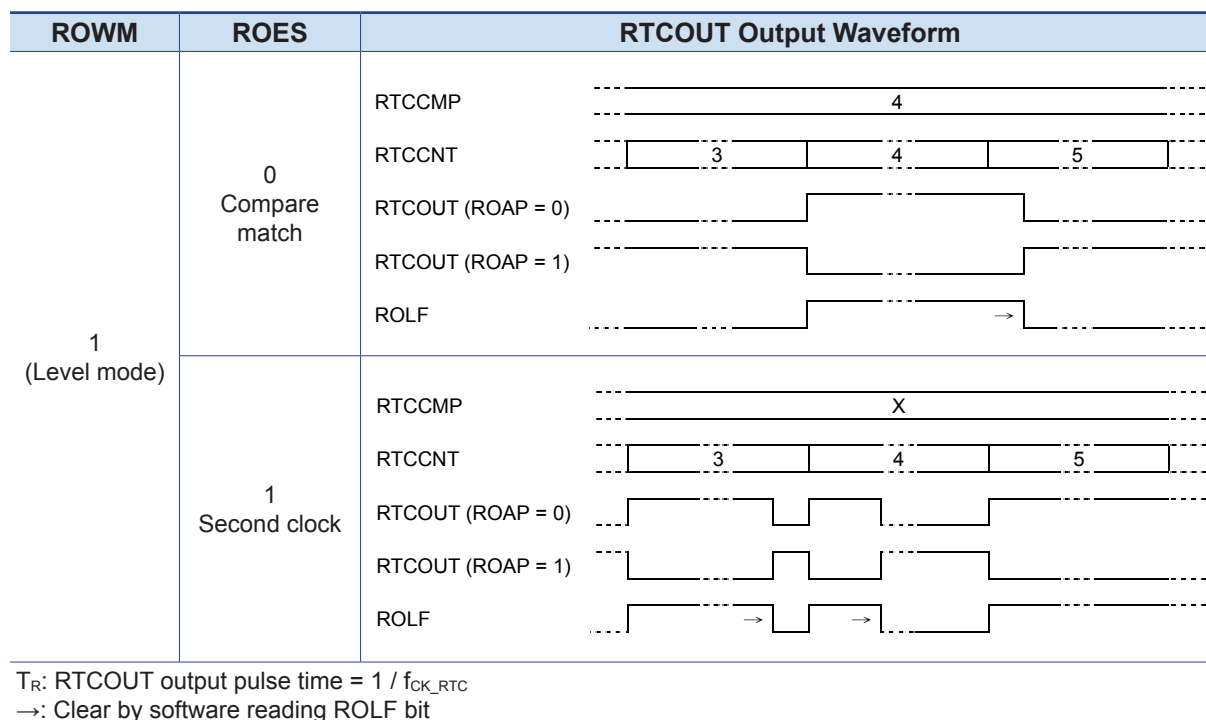 ROWM ROES RTCOUT Output Waveform
1
(Level mode)
0
Compare
match
RTCCMP 4
RTCCNT 3 4 5
RTCOUT (ROAP = 0)
RTCOUT (ROAP = 1)
ROLF →
1
Second clock
RTCCMP X
RTCCNT 3 4 5
RTCOUT (ROAP = 0)
RTCOUT (ROAP = 1)
ROLF → →
TR: RTCOUT output pulse time = 1 / fCK_RTC
→: Clear by software reading ROLF bit